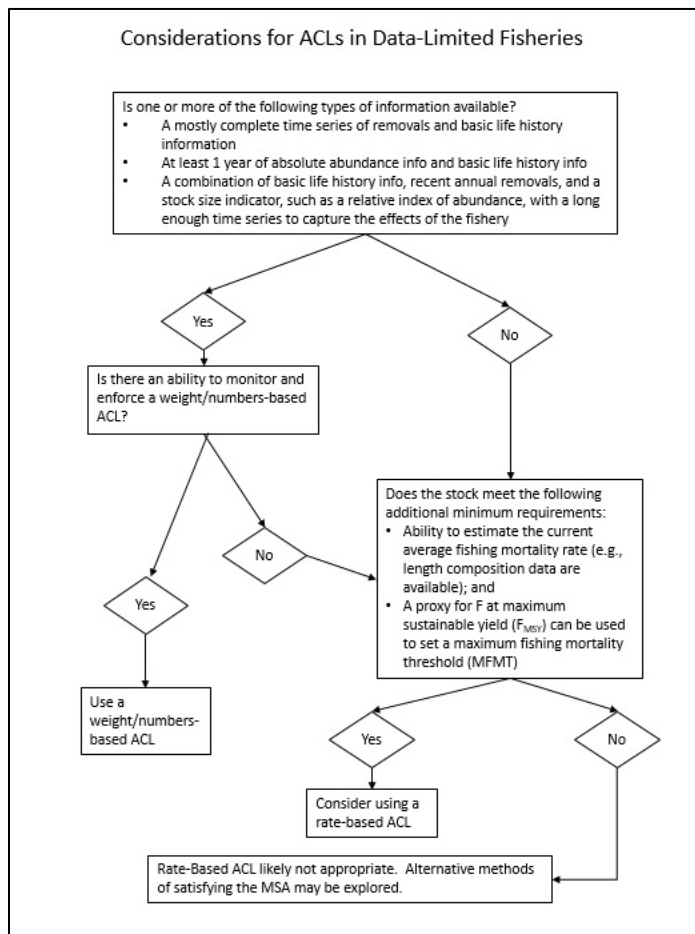 Considerations for ACLs in Data-Limited Fisheries
Is one or more of the following types of information available?
• A mostly complete time series of removals and basic life history
information
• At least 1 year of absolute abundance info and basic life history info
• A combination of basic life history info, recent annual removals, and a
stock size indicator, such as a relative index of abundance, with a long
enough time series to capture the effects of the fishery
Yes
No
Is there an ability to monitor and
enforce a weight/numbers-based
ACL?
Does the stock meet the following
additional minimum requirements:
• Ability to estimate the current
average fishing mortality rate (e.g.,
length composition data are
available); and
• A proxy for F at maximum
sustainable yield (FMSY) can be used
to set a maximum fishing mortality
threshold (MFMT)
No
Yes
Use a
weight/numbers-
based ACL
Yes
No
Consider using a
rate-based ACL
Rate-Based ACL likely not appropriate. Alternative methods
of satisfying the MSA may be explored.